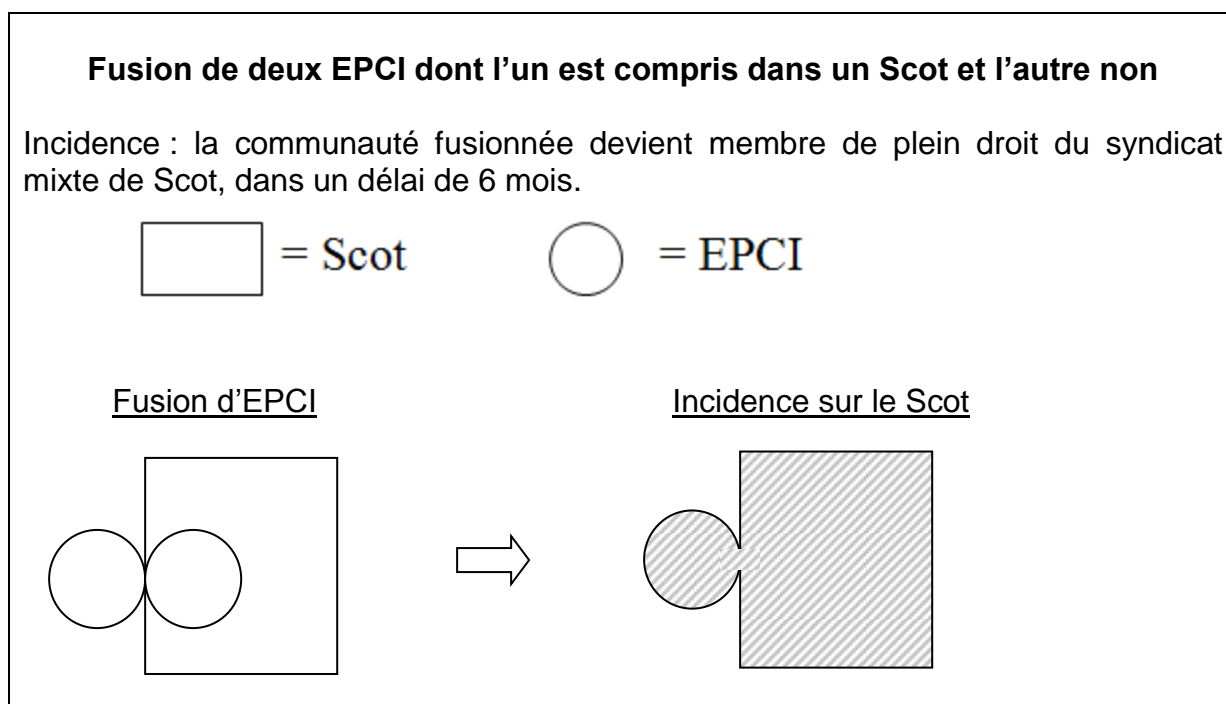 Fusion de deux EPCI dont l’un est compris dans un Scot et l’autre non
Incidence : la communauté fusionnée devient membre de plein droit du syndicat
mixte de Scot, dans un délai de 6 mois.
= Scot = EPCI
Fusion d’EPCI Incidence sur le Scot